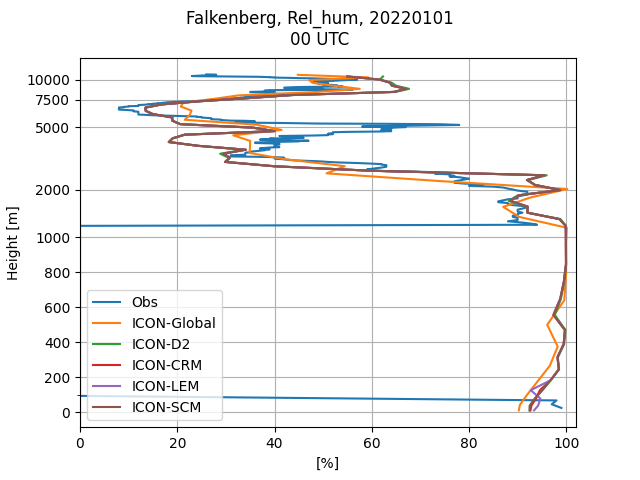 Falkenberg, Rel_hum, 20220101
00 UTC
Height [m]
10000
7500
5000
2000
1000
800
600
400
200
0
Obs
ICON-Global
ICON-D2
ICON-CRM
ICON-LEM
ICON-SCM
0 20 40 60 80 100
[%]